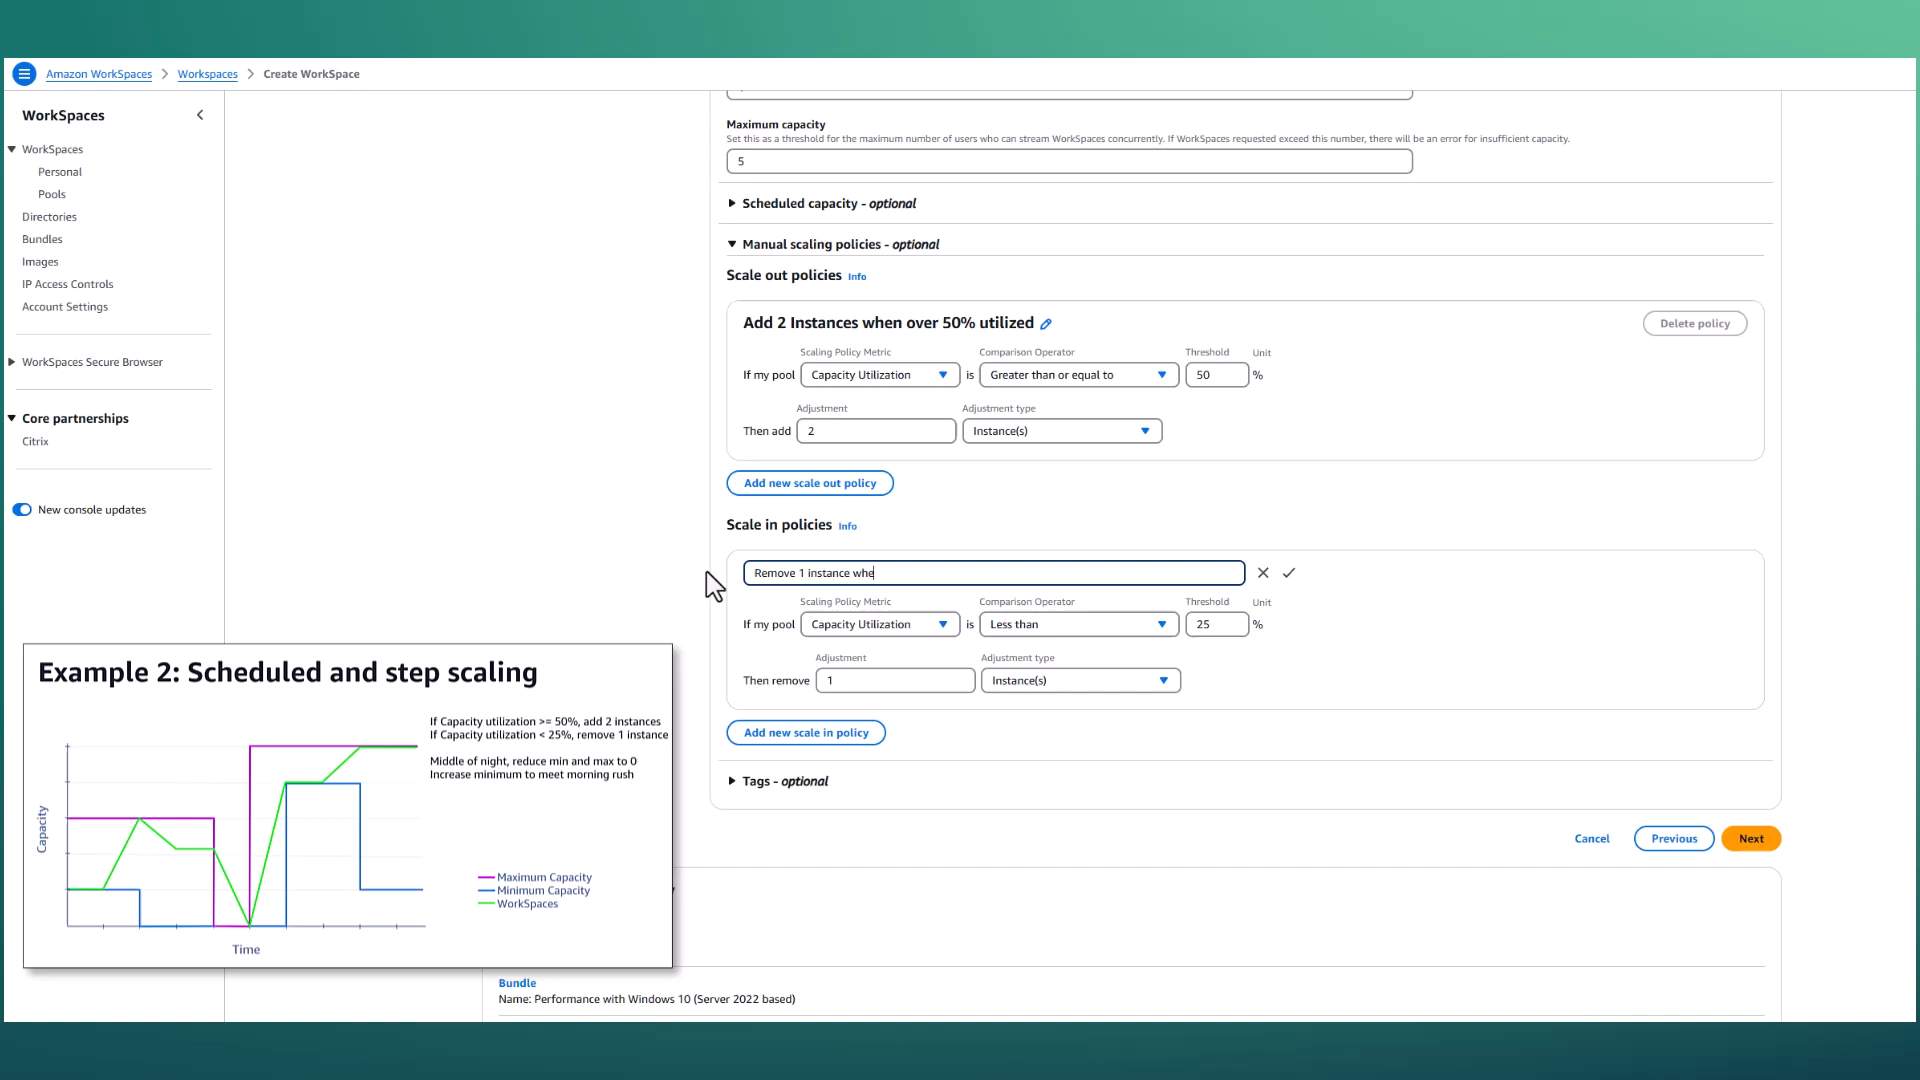 Amazon WorkSpaces > Workspaces > Create WorkSpace
WorkSpaces
WorkSpaces
Personal
Pools
Directories
Bundles
Images
IP Access Controls
Account Settings
WorkSpaces Secure Browser
Core partnerships
Citrix
New console updates
Maximum capacity
Set this as a threshold for the maximum number of users who can stream WorkSpaces concurrently. If WorkSpaces requested exceed this number, there will be an error for insufficient capacity.
5
Scheduled capacity - optional
Manual scaling policies - optional
Scale out policies Info
Add 2 Instances when over 50% utilized
Delete policy
Scaling Policy Metric Comparison Operator Threshold Unit
If my pool Capacity Utilization is Greater than or equal to 50 %
Adjustment Adjustment type
Then add 2 Instance(s)
Add new scale out policy
Scale in policies Info
Remove 1 instance whe
Scaling Policy Metric Comparison Operator Threshold Unit
If my pool Capacity Utilization is Less than 25 %
Adjustment Adjustment type
Then remove 1 Instance(s)
Add new scale in policy
Tags - optional
Cancel Previous Next
Example 2: Scheduled and step scaling
If Capacity utilization >= 50%, add 2 instances
If Capacity utilization < 25%, remove 1 instance
Middle of night, reduce min and max to 0
Increase minimum to meet morning rush
Capacity
Maximum Capacity
Minimum Capacity
WorkSpaces
Time
Bundle
Name: Performance with Windows 10 (Server 2022 based)